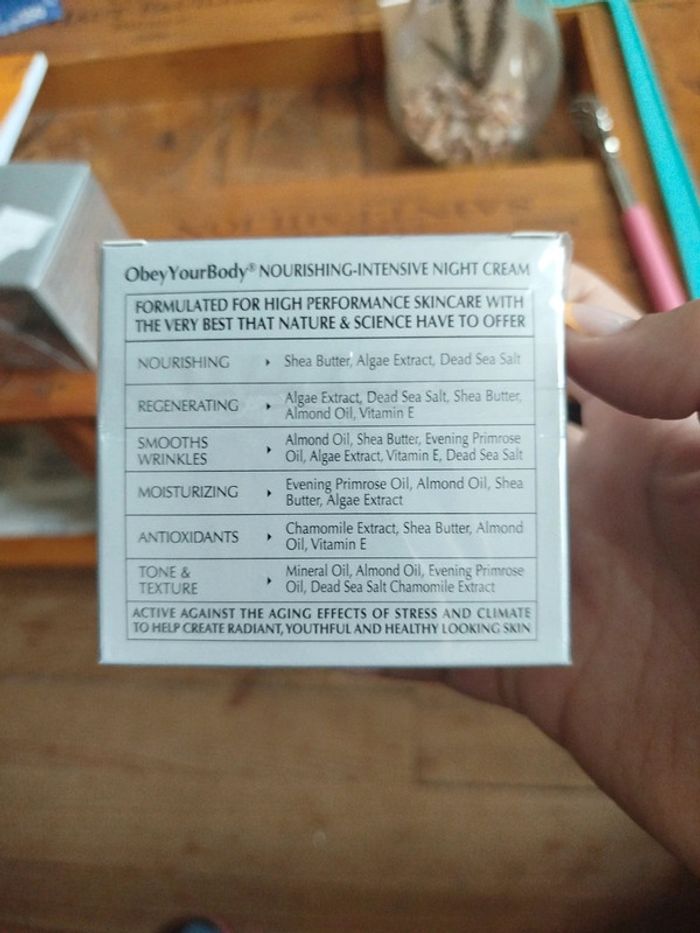 ObeyYourBody® NOURISHING-INTENSIVE NIGHT CREAM
FORMULATED FOR HIGH PERFORMANCE SKINCARE WITH
THE VERY BEST THAT NATURE & SCIENCE HAVE TO OFFER
NOURISHING ‣ Shea Butter, Algae Extract, Dead Sea Salt
REGENERATING ‣ Algae Extract, Dead Sea Salt, Shea Butter,
Almond Oil, Vitamin E
SMOOTHS
WRINKLES ‣ Almond Oil, Shea Butter, Evening Primrose
Oil, Algae Extract, Vitamin E, Dead Sea Salt
MOISTURIZING ‣ Evening Primrose Oil, Almond Oil, Shea
Butter, Algae Extract
ANTIOXIDANTS ‣ Chamomile Extract, Shea Butter, Almond
Oil, Vitamin E
TONE &
TEXTURE ‣ Mineral Oil, Almond Oil, Evening Primrose
Oil, Dead Sea Salt Chamomile Extract
ACTIVE AGAINST THE AGING EFFECTS OF STRESS AND CLIMATE
TO HELP CREATE RADIANT, YOUTHFUL AND HEALTHY LOOKING SKIN